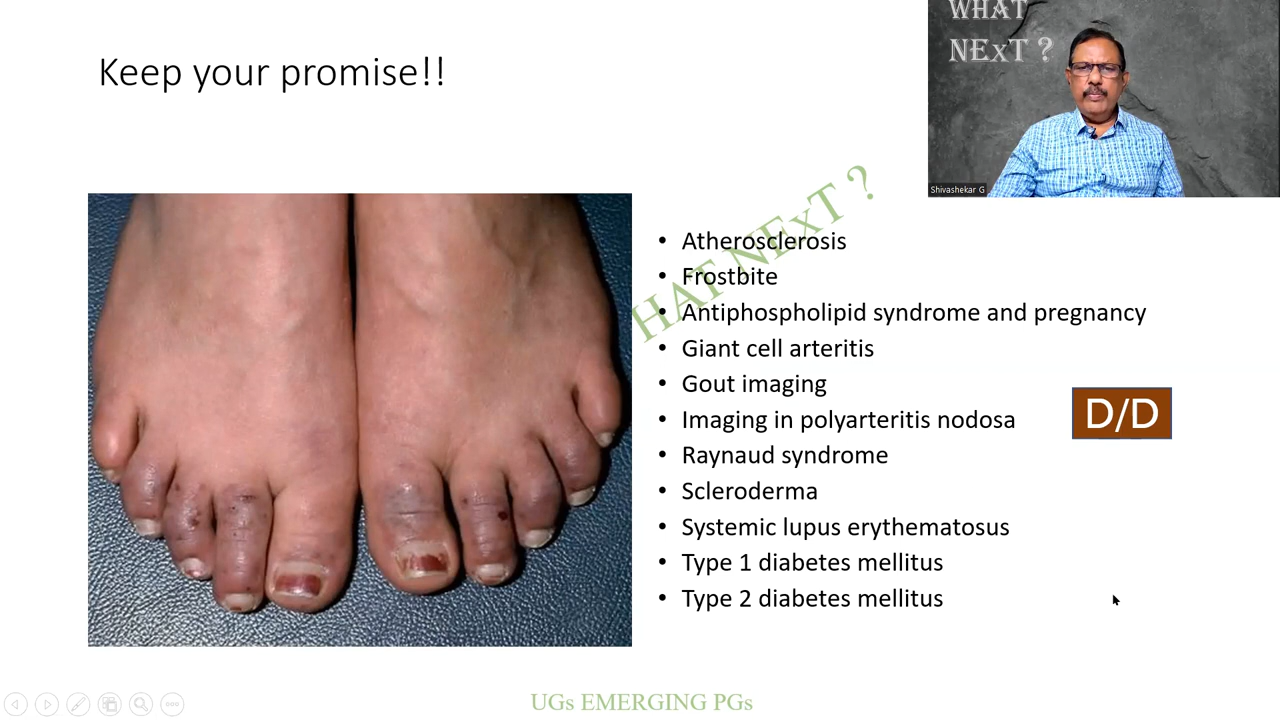 Keep your promise!!
WHAT
NExT ?
Shivashekar G
HAT NExT ?
• Atherosclerosis
• Frostbite
• Antiphospholipid syndrome and pregnancy
• Giant cell arteritis
• Gout imaging
• Imaging in polyarteritis nodosa
• Raynaud syndrome
• Scleroderma
• Systemic lupus erythematosus
• Type 1 diabetes mellitus
• Type 2 diabetes mellitus
D/D
UGs EMERGING PGs